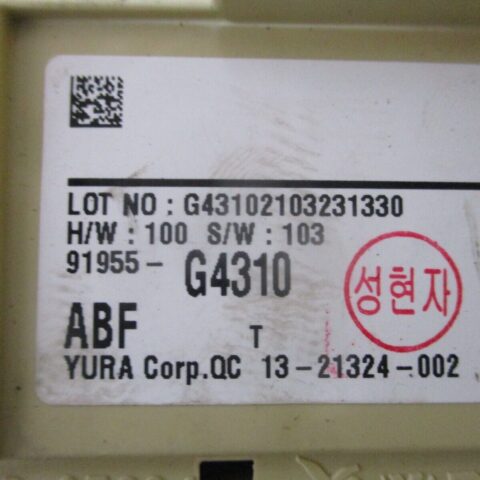 LOT NO : G43102103231330
H/W : 100 S/W : 103
91955- G4310
성현자
ABF T
YURA Corp.QC 13-21324-002